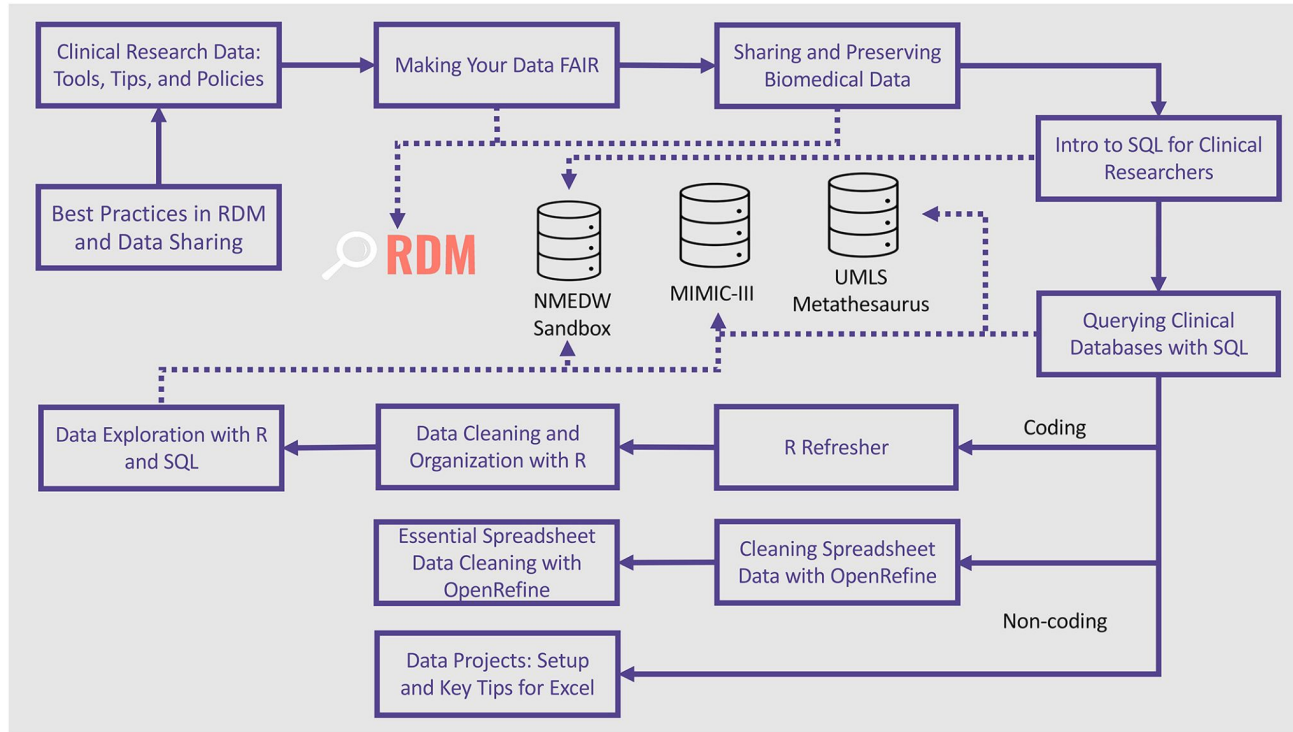 Clinical Research Data:
Tools, Tips, and Policies
Making Your Data FAIR
Sharing and Preserving
Biomedical Data
Intro to SQL for Clinical
Researchers
Best Practices in RDM
and Data Sharing
RDM
NMEDW
Sandbox
MIMIC-III
UMLS
Metathesaurus
Querying Clinical
Databases with SQL
Coding
Data Exploration with R
and SQL
Data Cleaning and
Organization with R
R Refresher
Essential Spreadsheet
Data Cleaning with
OpenRefine
Cleaning Spreadsheet
Data with OpenRefine
Non-coding
Data Projects: Setup
and Key Tips for Excel